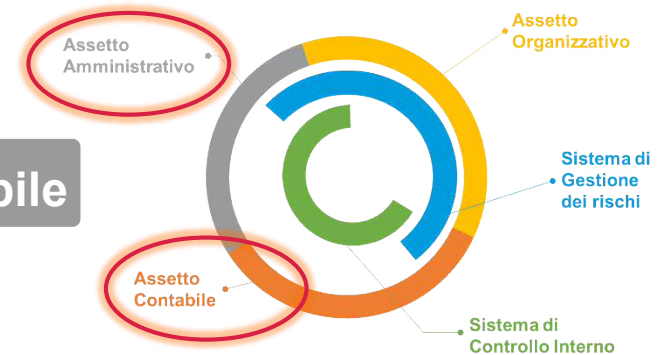 Assetto
Organizzativo
Assetto
Amministrativo
Sistema di
Gestione
dei rischi
bile
Assetto
Contabile
Sistema di
Controllo Interno